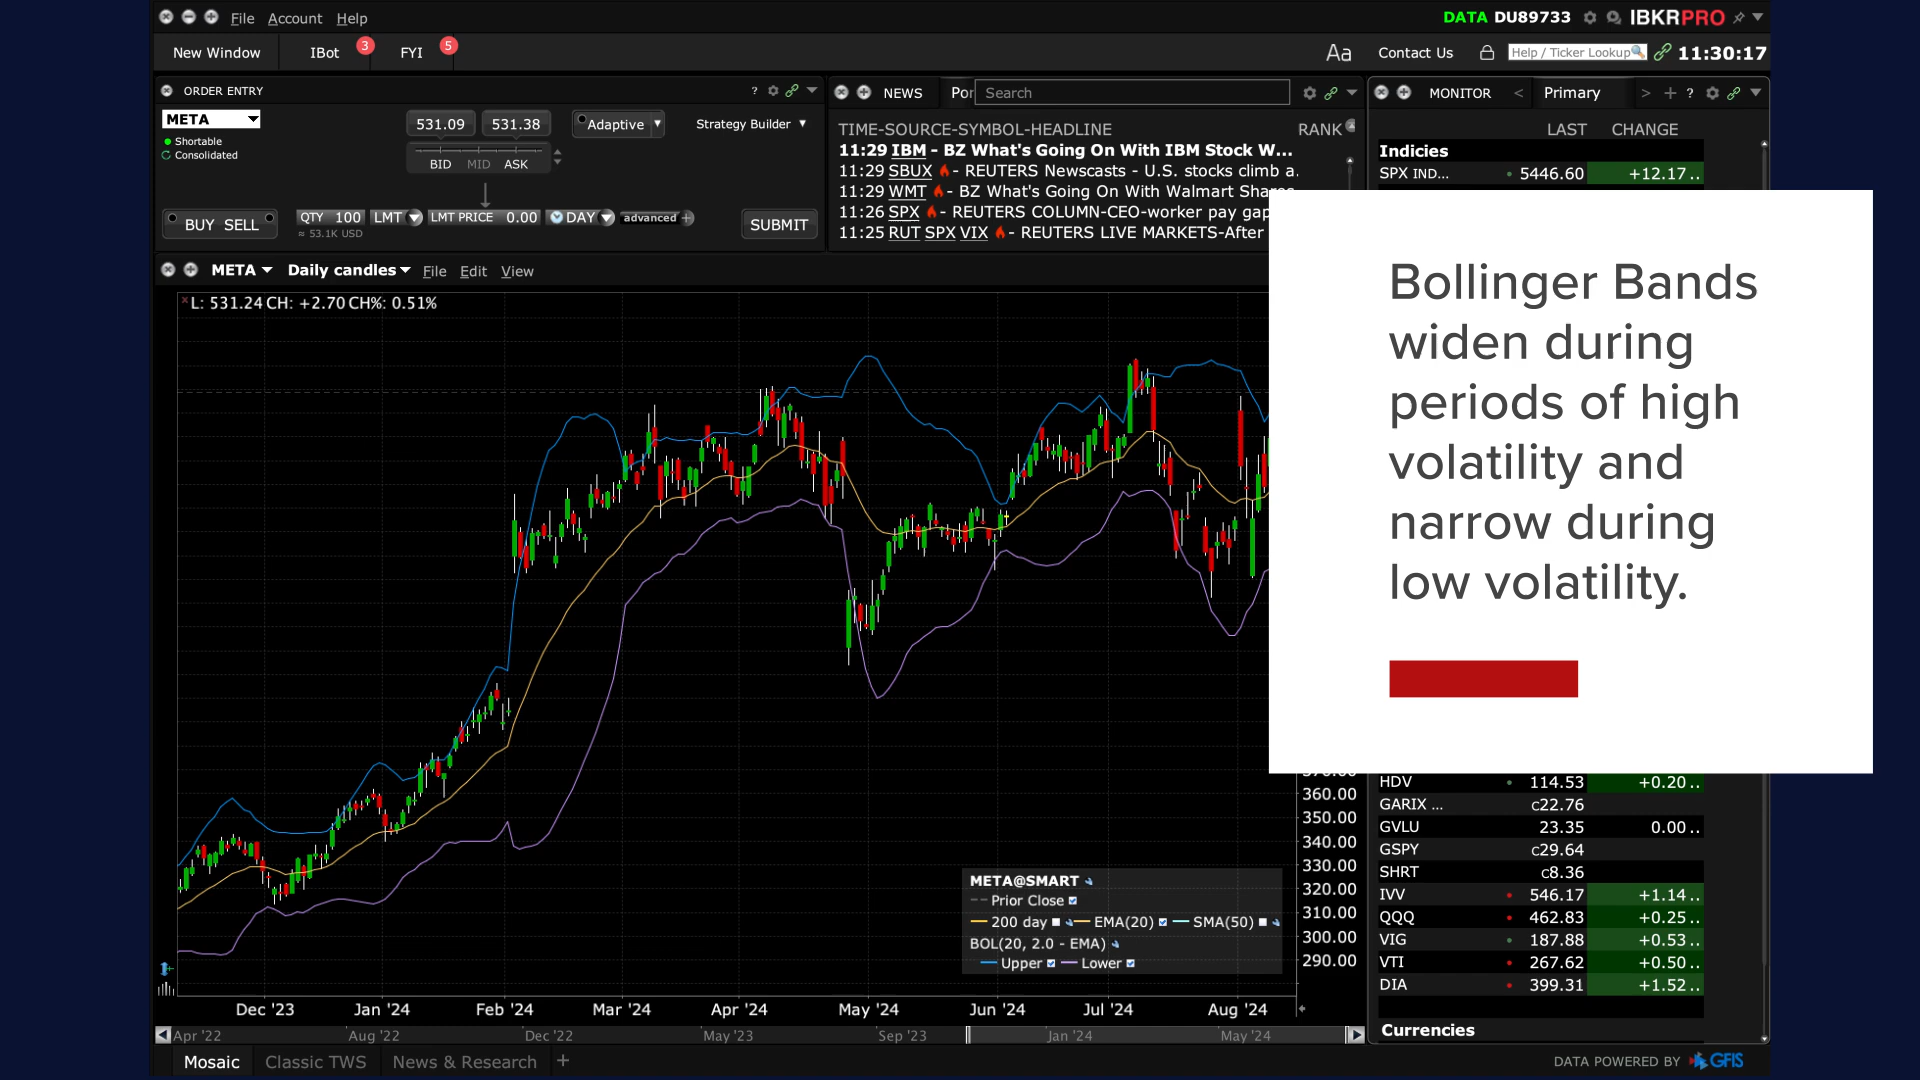 File Account Help
DATA DU89733 IBKRPRO
New Window IBot 3 FYI 5
Aa Contact Us Help / Ticker Lookup 11:30:17
ORDER ENTRY ?
META
Shortable
Consolidated
531.09 531.38
BID MID ASK
Adaptive
Strategy Builder
BUY SELL
QTY 100 LMT LMT PRICE 0.00 DAY advanced +
≈ 53.1K USD
SUBMIT
NEWS Por Search
TIME-SOURCE-SYMBOL-HEADLINE RANK
11:29 IBM - BZ What's Going On With IBM Stock W...
11:29 SBUX - REUTERS Newscasts - U.S. stocks climb a.
11:29 WMT - BZ What's Going On With Walmart Shares
11:26 SPX - REUTERS COLUMN-CEO-worker pay gap
11:25 RUT SPX VIX - REUTERS LIVE MARKETS-After
MONITOR < Primary > + ?
LAST CHANGE
Indicies
SPX IND... 5446.60 +12.17..
META Daily candles File Edit View
L: 531.24 CH: +2.70 CH%: 0.51%
Bollinger Bands
widen during
periods of high
volatility and
narrow during
low volatility.
360.00
350.00
340.00
330.00
320.00
310.00
300.00
290.00
META@SMART
Prior Close
200 day EMA(20) SMA(50)
BOL(20, 2.0 - EMA)
Upper Lower
Dec '23 Jan '24 Feb '24 Mar '24 Apr '24 May '24 Jun '24 Jul '24 Aug '24
Apr '22 Aug '22 Dec '22 May '23 Sep '23 Jan '24 May '24
HDV 114.53 +0.20..
GARIX ... c22.76
GVLU 23.35 0.00..
GSPY c29.64
SHRT c8.36
IVV 546.17 +1.14..
QQQ 462.83 +0.25..
VIG 187.88 +0.53..
VTI 267.62 +0.50..
DIA 399.31 +1.52..
Currencies
Mosaic Classic TWS News & Research +
DATA POWERED BY GFIS